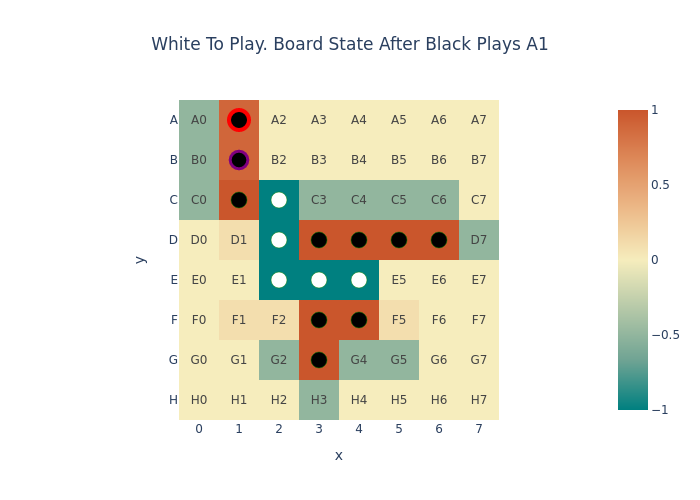 White To Play. Board State After Black Plays A1
A A0 A2 A3 A4 A5 A6 A7
B B0 B2 B3 B4 B5 B6 B7
C C0 C3 C4 C5 C6 C7
D D0 D1 D7
E E0 E1 E5 E6 E7
F F0 F1 F2 F5 F6 F7
G G0 G1 G2 G4 G5 G6 G7
H H0 H1 H2 H3 H4 H5 H6 H7
0 1 2 3 4 5 6 7
x
y
1
0.5
0
−0.5
−1